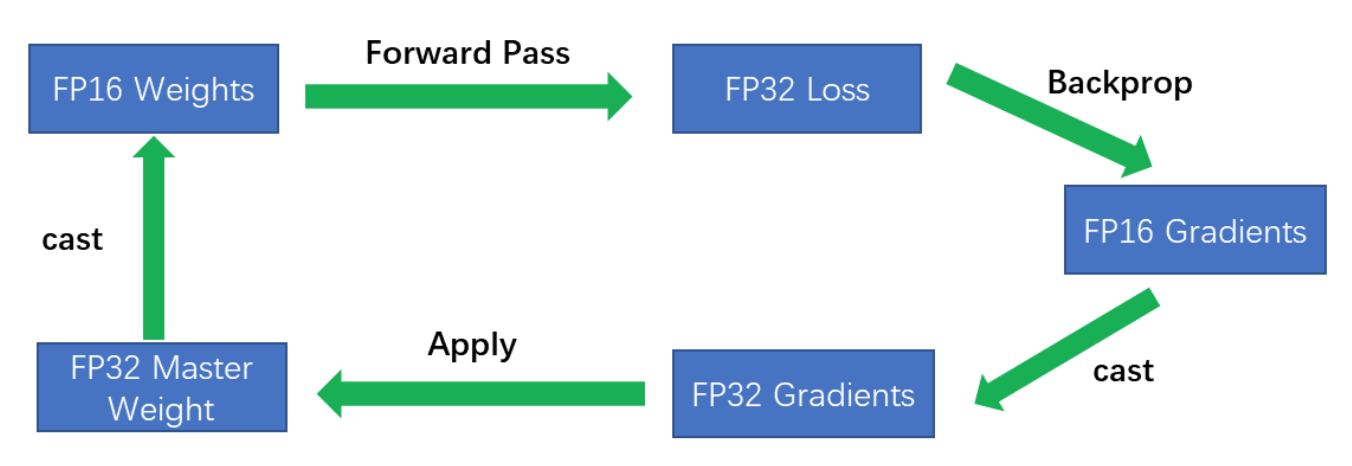 Forward Pass
FP16 Weights
FP32 Loss
Backprop
FP16 Gradients
cast
cast
FP32 Gradients
Apply
FP32 Master
Weight